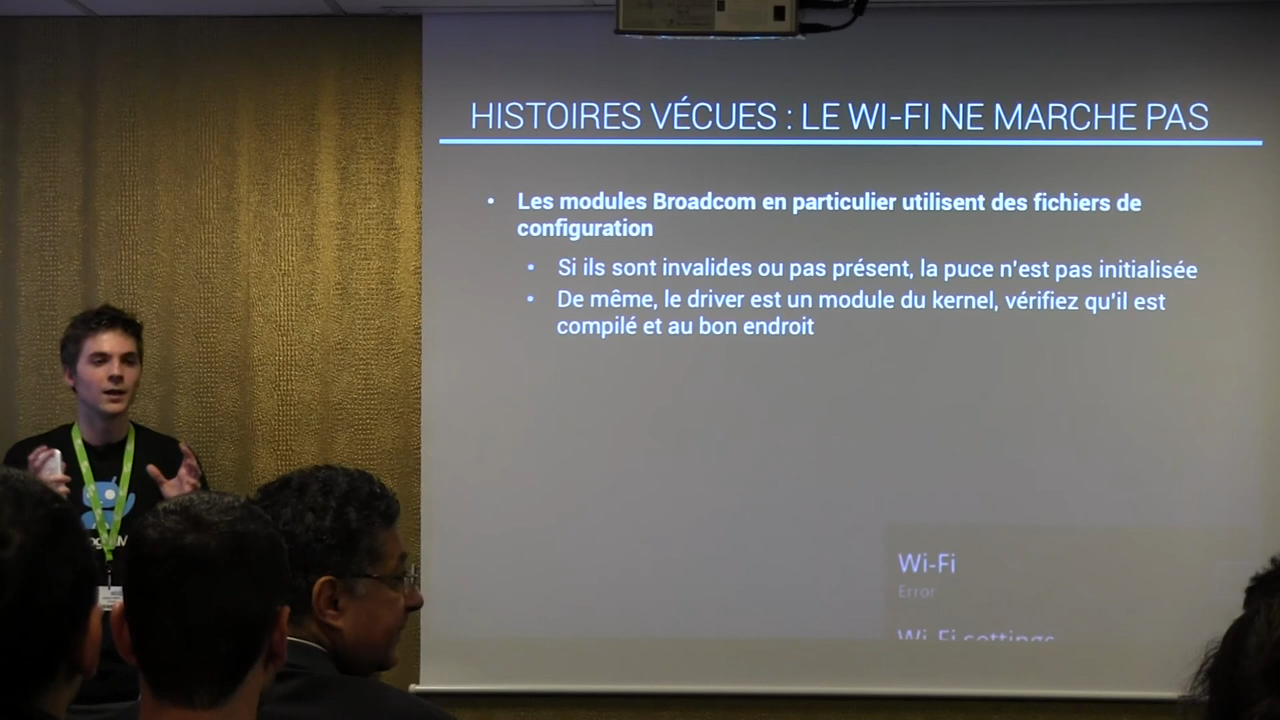 HISTOIRES VÉCUES : LE WI-FI NE MARCHE PAS
Les modules Broadcom en particulier utilisent des fichiers de
configuration
Si ils sont invalides ou pas présent, la puce n'est pas initialisée
De même, le driver est un module du kernel, vérifiez qu'il est
compilé et au bon endroit
Wi-Fi
Error
Wi-Fi settings